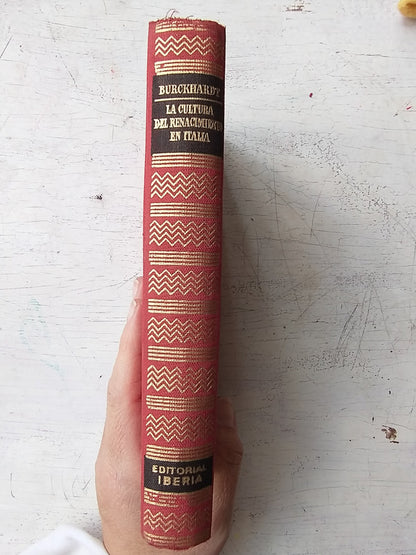 BURCKHARDT
LA CULTURA
DEL RENACIMIENTO
EN ITALIA
EDITORIAL
IBERIA